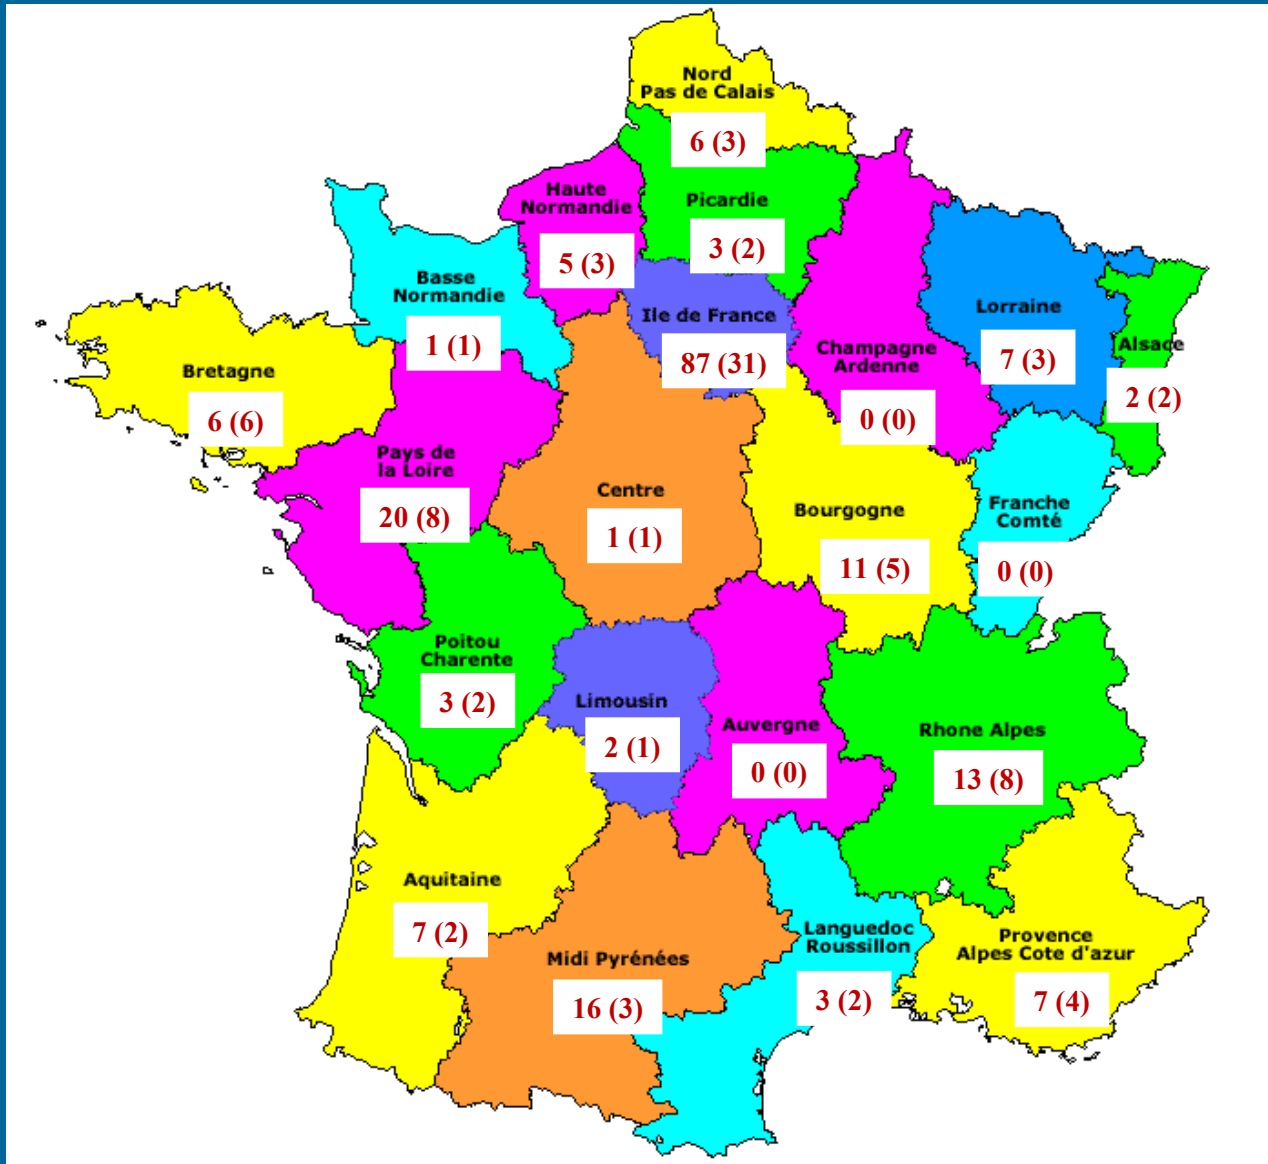 Nord
Pas de Calais
6 (3)
Haute
Normandie
5 (3)
Picardie
3 (2)
Basse
Normandie
1 (1)
Ile de France
87 (31)
Champagne
Ardenne
0 (0)
Lorraine
7 (3)
Alsace
2 (2)
Bretagne
6 (6)
Pays de
la Loire
20 (8)
Centre
1 (1)
Bourgogne
11 (5)
Franche
Comté
0 (0)
Poitou
Charente
3 (2)
Limousin
2 (1)
Auvergne
0 (0)
Rhone Alpes
13 (8)
Aquitaine
7 (2)
Midi Pyrénées
16 (3)
Languedoc
Roussillon
3 (2)
Provence
Alpes Cote d'azur
7 (4)